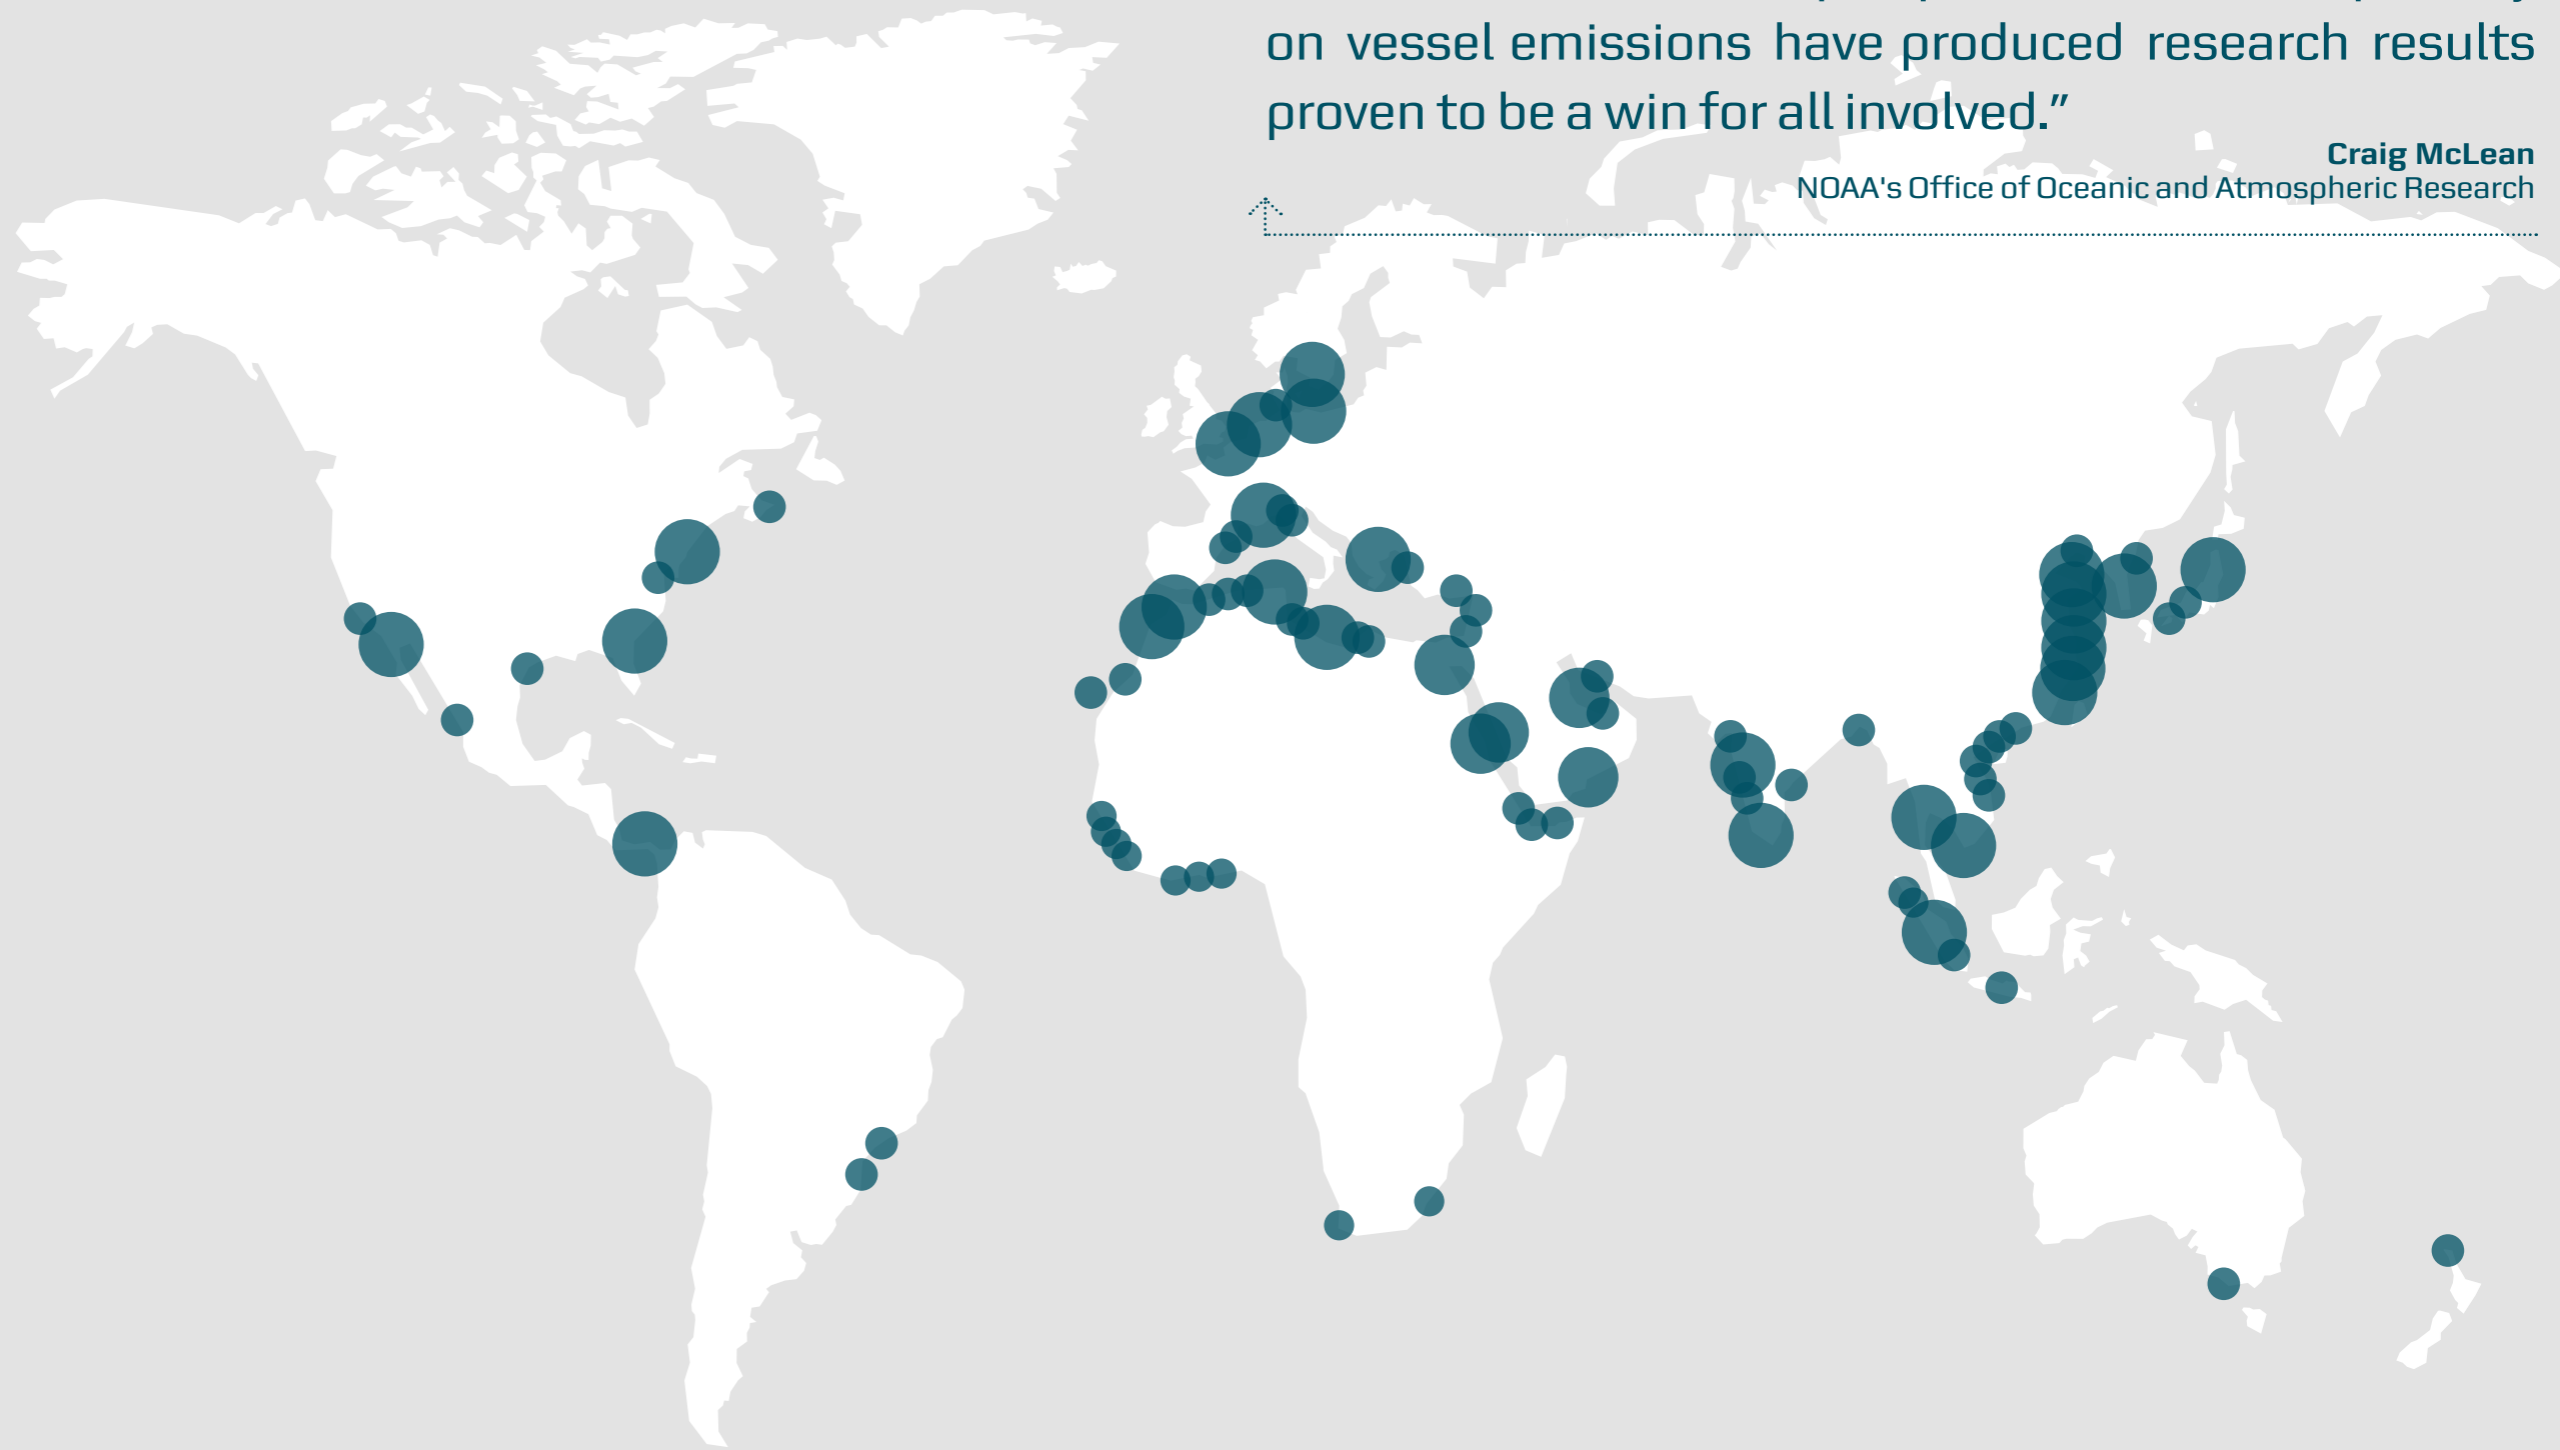 on vessel emissions have produced research results
proven to be a win for all involved.”
Craig McLean
NOAA's Office of Oceanic and Atmospheric Research